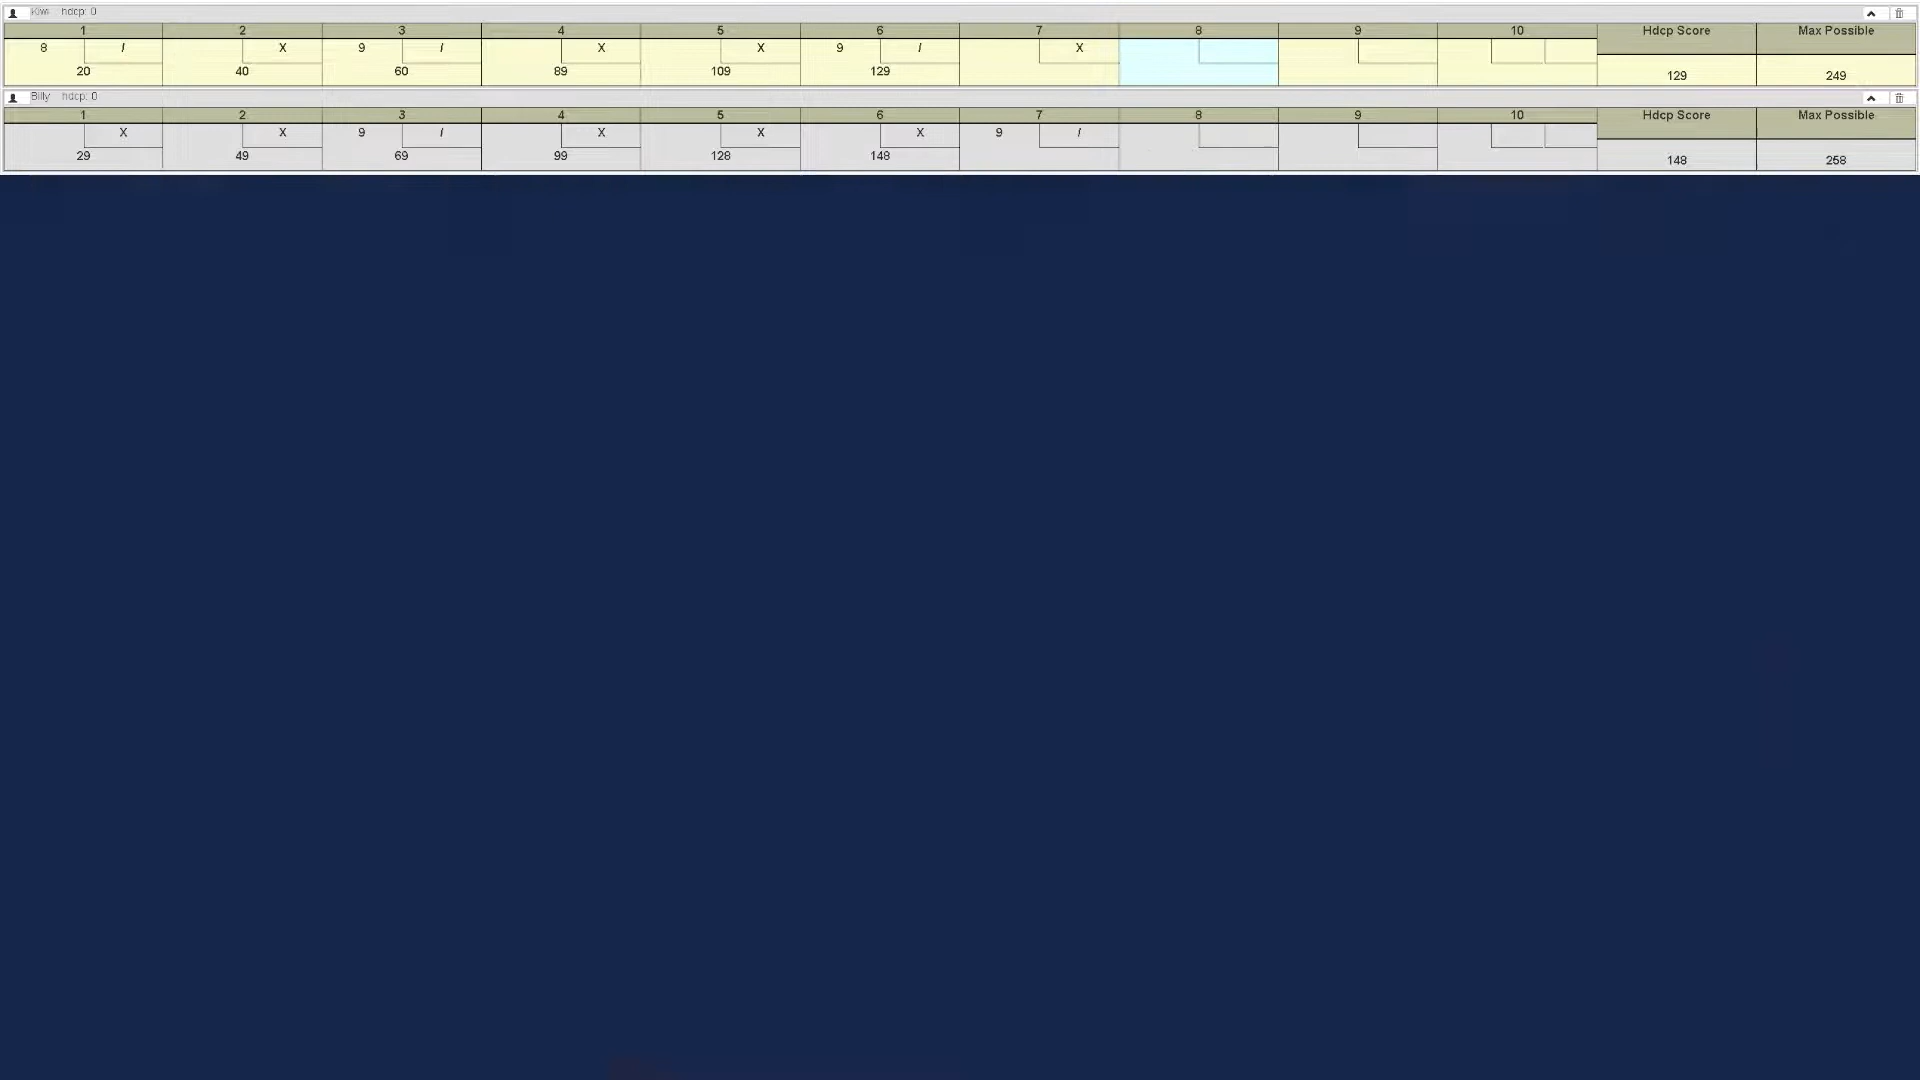 Kiwi hdcp: 0
1 2 3 4 5 6 7 8 9 10 Hdcp Score Max Possible
8 / X 9 / X X 9 / X
20 40 60 89 109 129 129 249
Billy hdcp: 0
1 2 3 4 5 6 7 8 9 10 Hdcp Score Max Possible
X X 9 / X X X 9 /
29 49 69 99 128 148 148 258